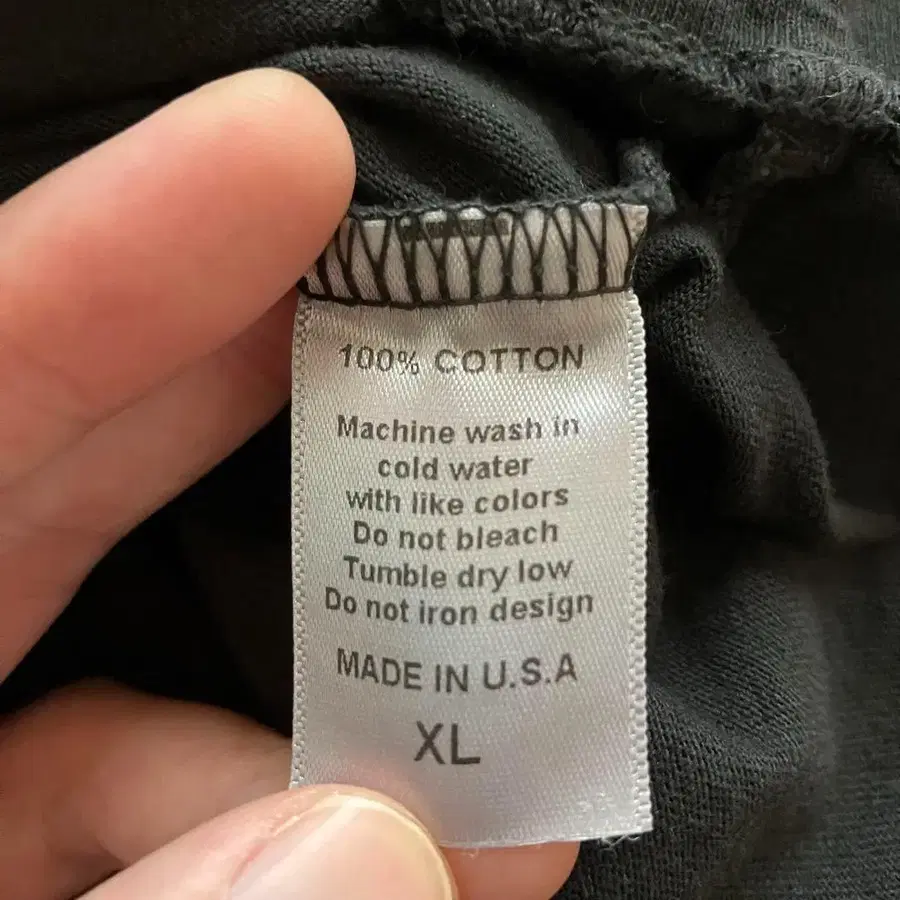 100% COTTON
Machine wash in
cold water
with like colors
Do not bleach
Tumble dry low
Do not iron design
MADE IN U.S.A
XL